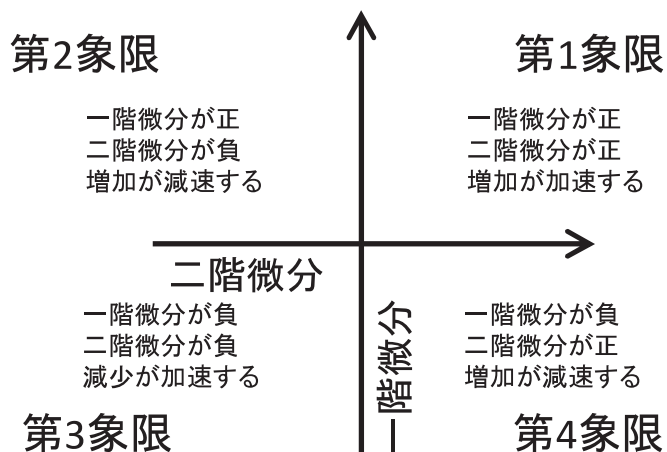 第2象限
一階微分が正
二階微分が負
増加が減速する
第1象限
一階微分が正
二階微分が正
増加が加速する
二階微分
一階微分
一階微分が負
二階微分が負
減少が加速する
第3象限
一階微分が負
二階微分が正
増加が減速する
第4象限